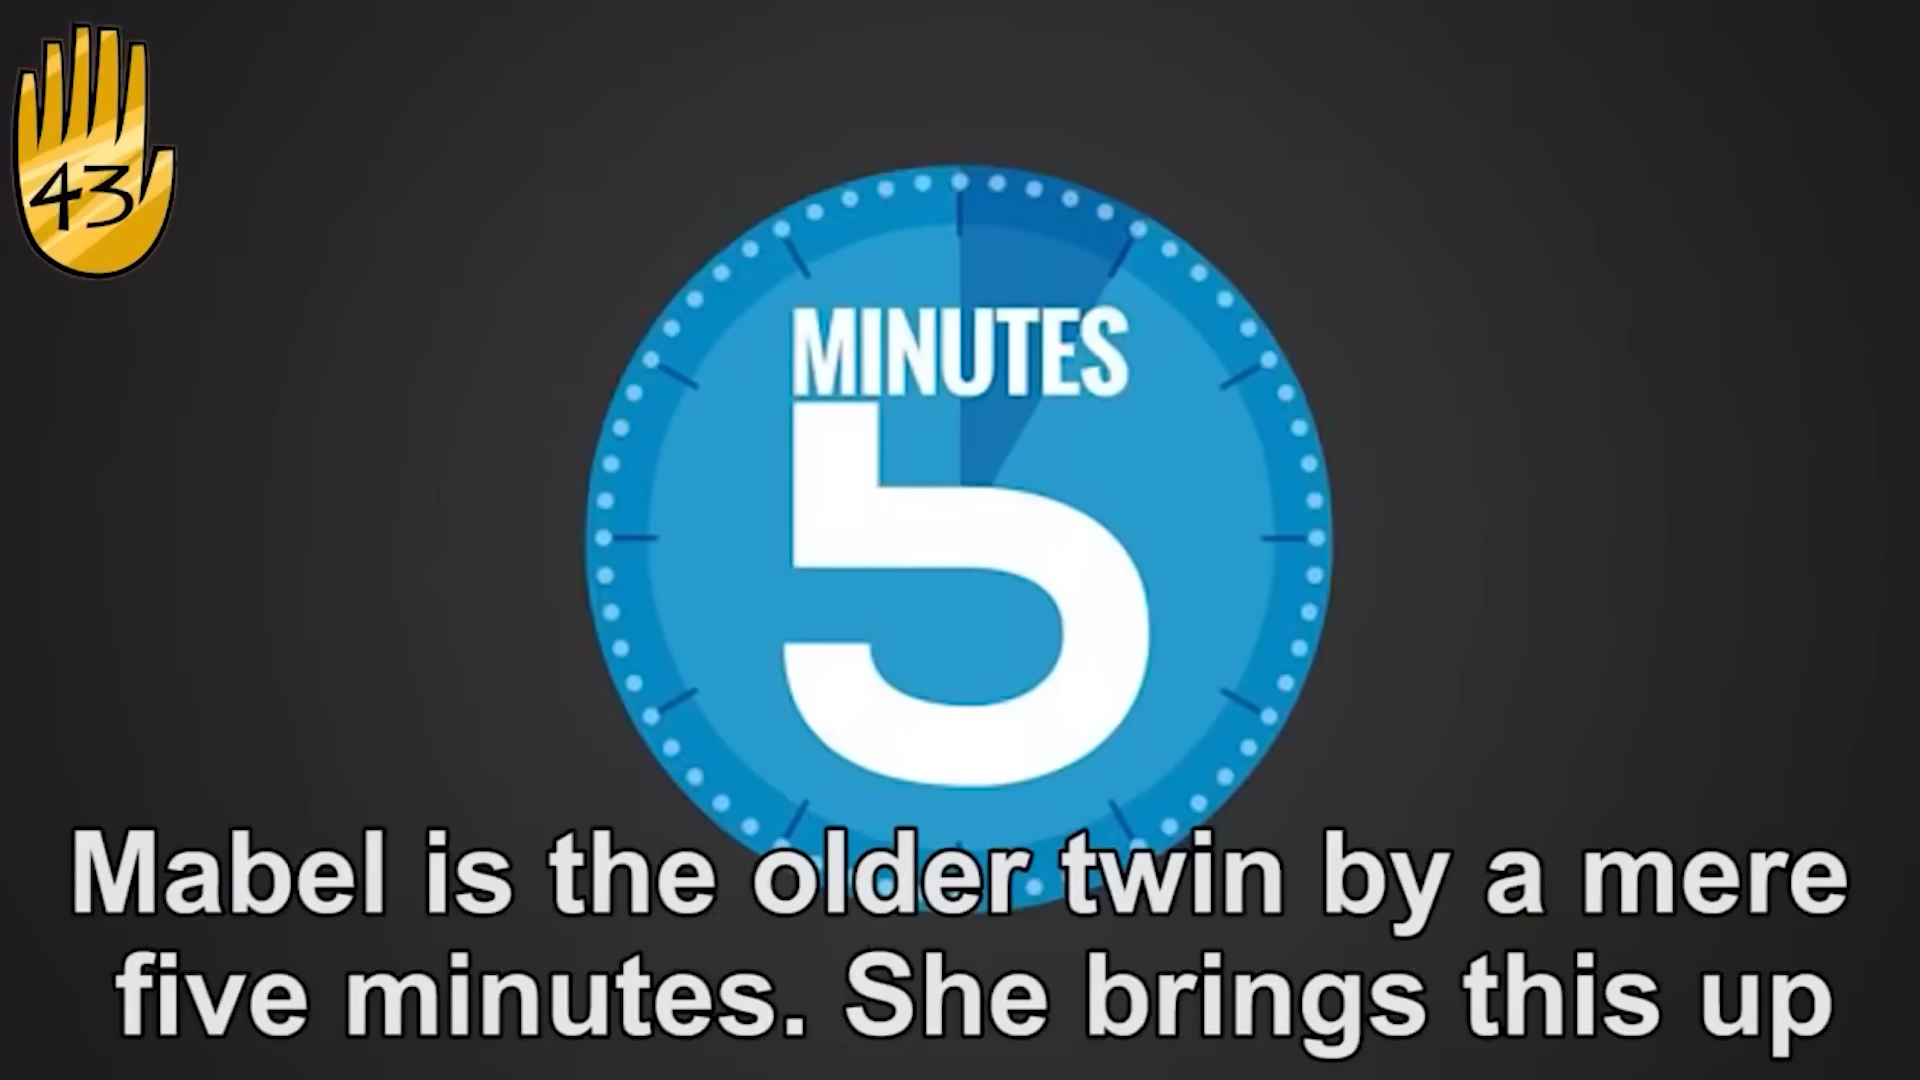 43
MINUTES
5
Mabel is the older twin by a mere
five minutes. She brings this up